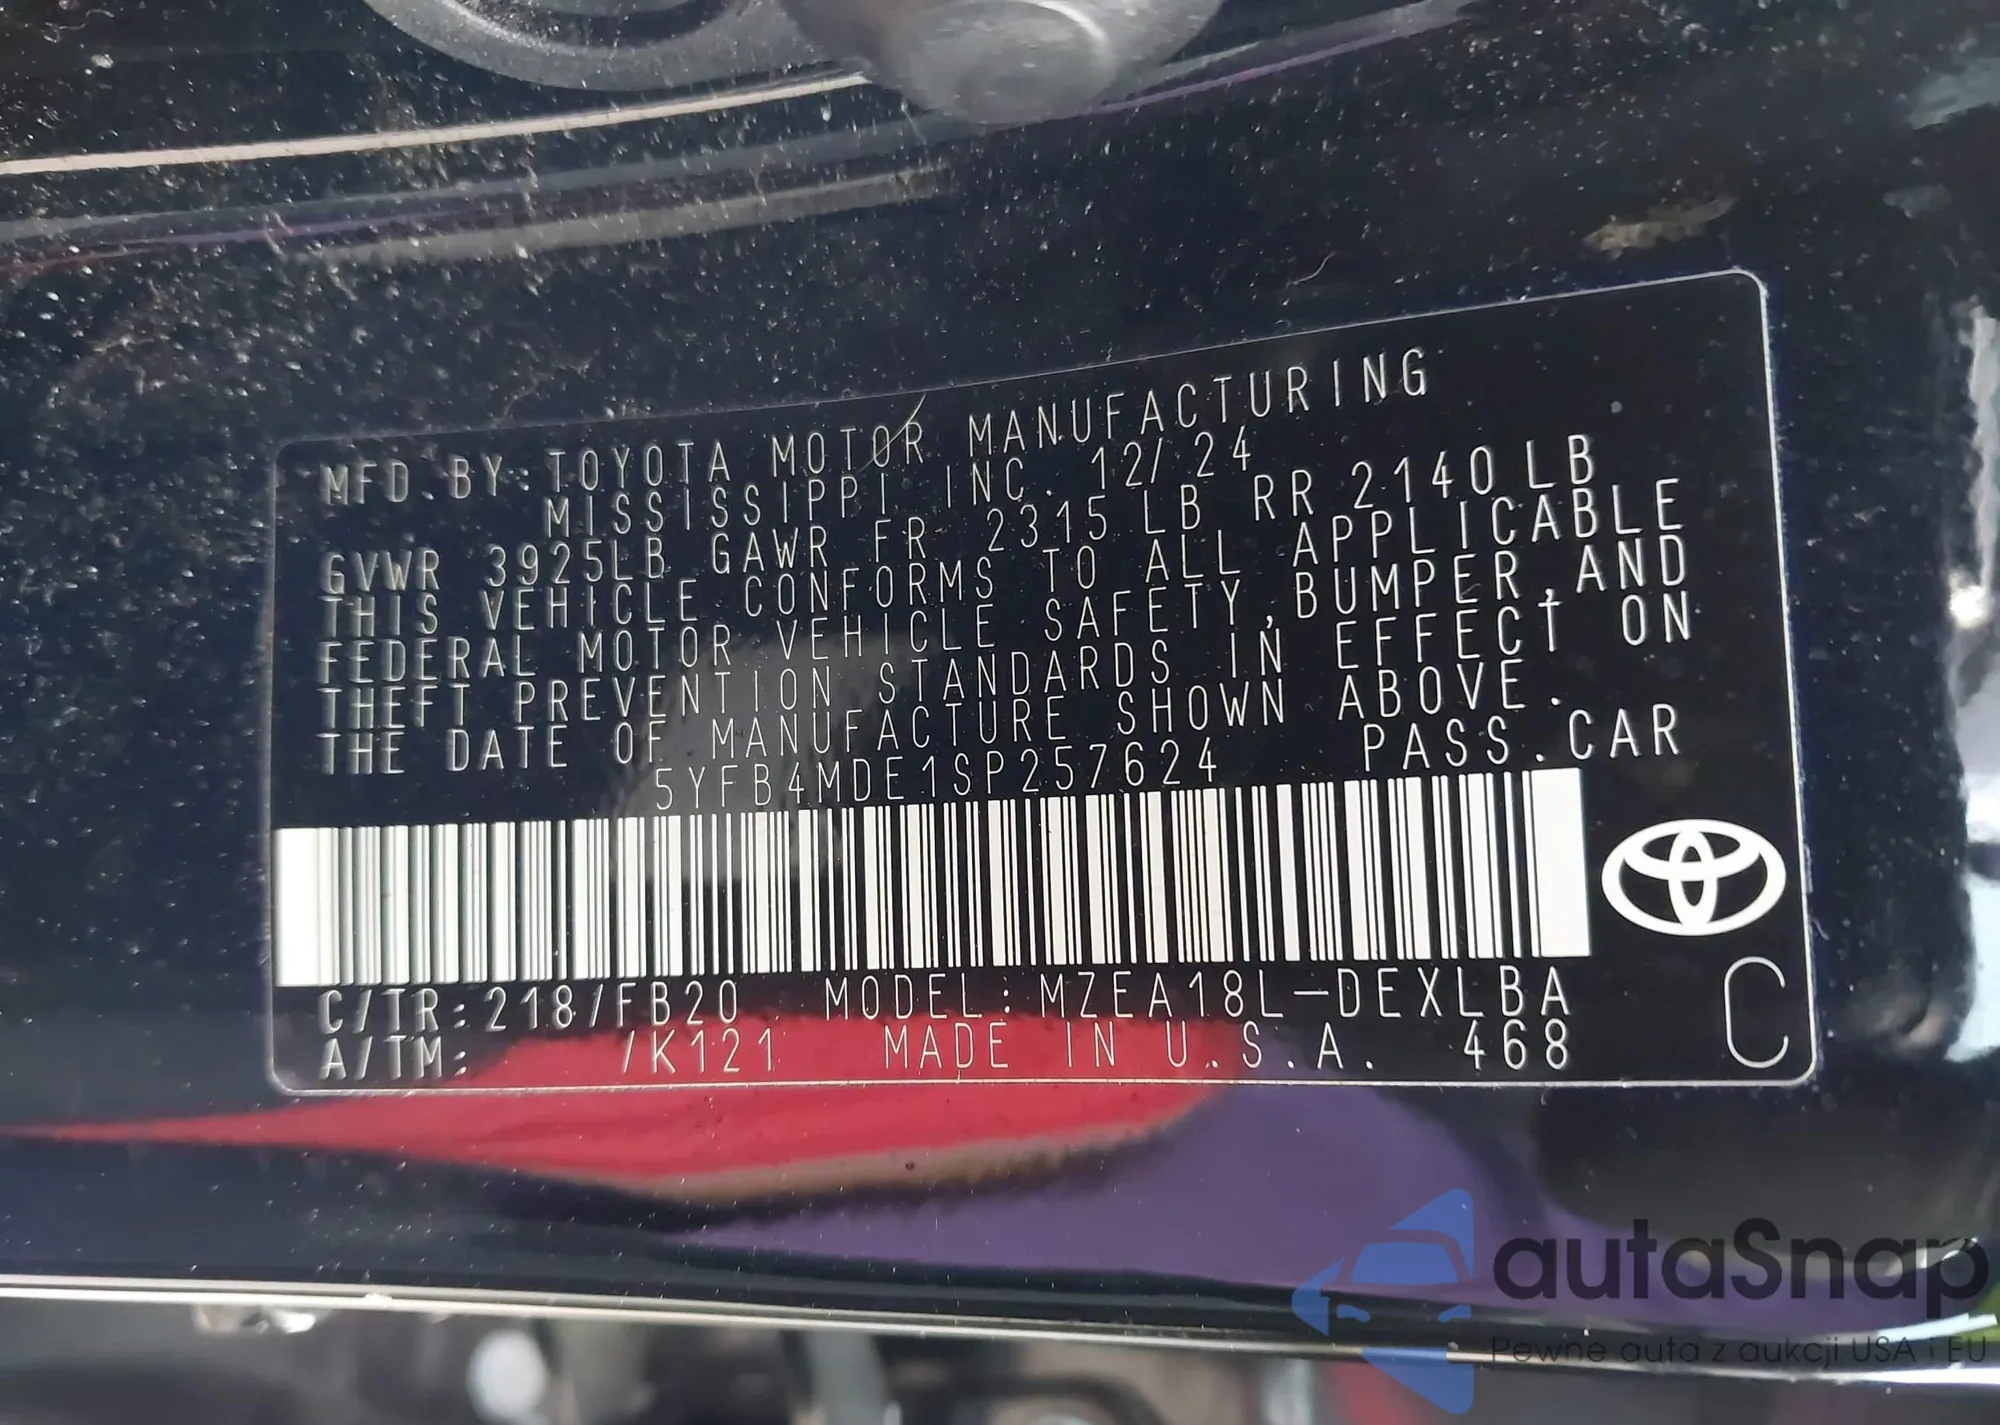 MFD. BY: TOYOTA MOTOR MANUFACTURING
MISSISSIPPI, INC. 12/24
GVWR 3925LB GAWR FR 2315 LB RR 2140 LB
THIS VEHICLE CONFORMS TO ALL APPLICABLE
FEDERAL MOTOR VEHICLE SAFETY, BUMPER, AND
THEFT PREVENTION STANDARDS IN EFFECT ON
THE DATE OF MANUFACTURE SHOWN ABOVE.
5YFB4MDE1SP257624 PASS. CAR
C/TR: 218/FB20 MODEL: MZEA18L-DEXLBA
A/TM: /K121 MADE IN U.S.A. 468
C
autaSnap
Pewne auta z aukcji USA i EU